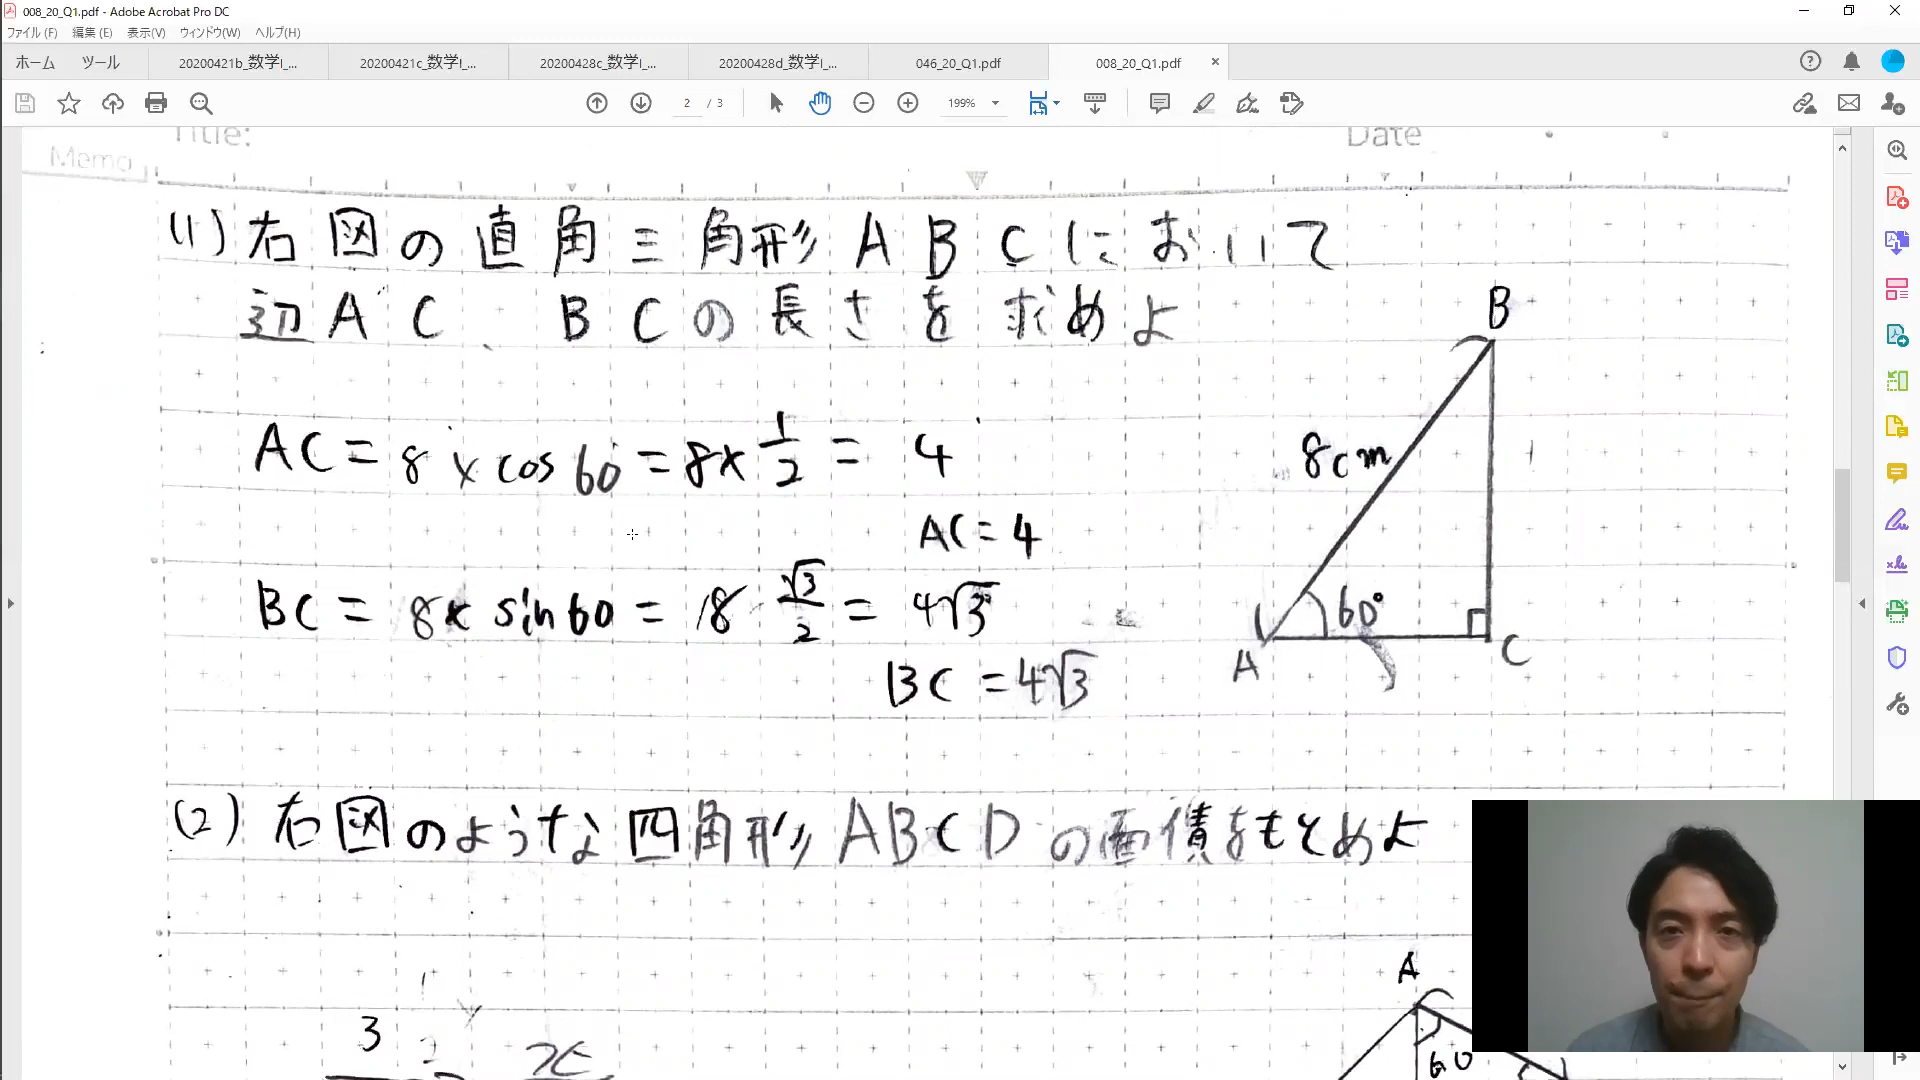 008_20_Q1.pdf - Adobe Acrobat Pro DC
ファイル(F) 編集(E) 表示(V) ウィンドウ(W) ヘルプ(H)
ホーム ツール 20200421b_数学I_... 20200421c_数学I_... 20200428c_数学I_... 20200428d_数学I_... 046_20_Q1.pdf 008_20_Q1.pdf
2 / 3 199%
Title: Date
Memo
(1) 右図の直角三角形ABCにおいて
辺AC、BCの長さを求めよ
AC = 8 × cos 60 = 8 × 1/2 = 4
AC = 4
BC = 8 × sin 60 = 18 √3/2 = 4√3
BC = 4√3
B
8cm
60°
A
C
(2) 右図のような四角形ABCDの面積をもとめよ
A
60
3
x